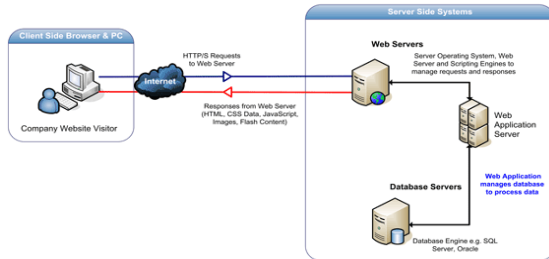 Server Side Systems
Client Side Browser & PC
HTTP/S Requests
to Web Server
Internet
Responses from Web Server
(HTML, CSS Data, JavaScript,
Images, Flash Content)
Company Website Visitor
Web Servers
Server Operating System, Web
Server and Scripting Engines to
manage requests and responses
Web
Application
Server
Web Application
manages database
to process data
Database Servers
Database Engine e.g. SQL
Server, Oracle